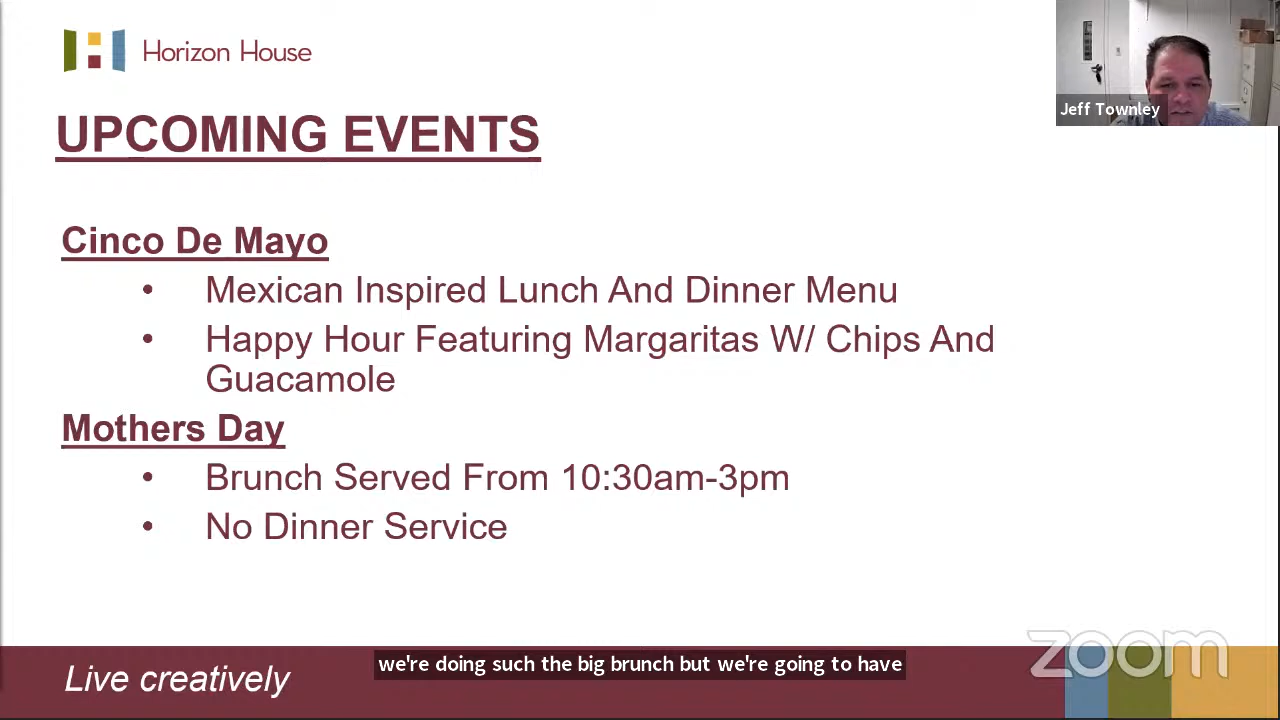 Horizon House
Jeff Townley
UPCOMING EVENTS
Cinco De Mayo
• Mexican Inspired Lunch And Dinner Menu
• Happy Hour Featuring Margaritas W/ Chips And
Guacamole
Mothers Day
• Brunch Served From 10:30am-3pm
• No Dinner Service
zoom
Live creatively
we're doing such the big brunch but we're going to have